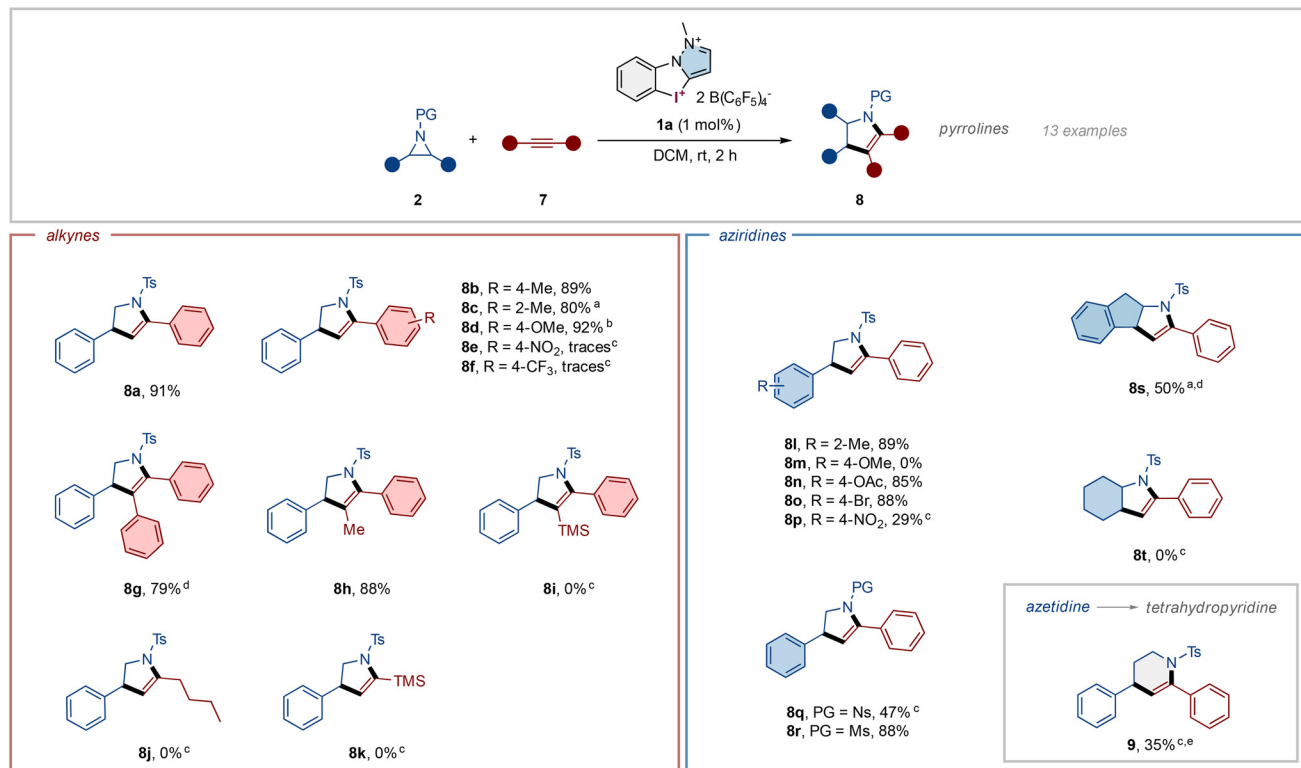 PG
N
2
+
7
N⁺
N
I⁺
2 B(C₆F₅)₄⁻
1a (1 mol%)
DCM, rt, 2 h
PG
N
8
pyrrolines
13 examples
alkynes
Ts
N
8a, 91%
Ts
N
R
8b, R = 4-Me, 89%
8c, R = 2-Me, 80% ᵃ
8d, R = 4-OMe, 92% ᵇ
8e, R = 4-NO₂, traces ᶜ
8f, R = 4-CF₃, traces ᶜ
Ts
N
8g, 79% ᵈ
Ts
N
Me
8h, 88%
Ts
N
TMS
8i, 0% ᶜ
Ts
N
8j, 0% ᶜ
Ts
N
TMS
8k, 0% ᶜ
aziridines
Ts
N
R
8l, R = 2-Me, 89%
8m, R = 4-OMe, 0%
8n, R = 4-OAc, 85%
8o, R = 4-Br, 88%
8p, R = 4-NO₂, 29% ᶜ
Ts
N
8s, 50% ᵃ,ᵈ
Ts
N
8t, 0% ᶜ
PG
N
8q, PG = Ns, 47% ᶜ
8r, PG = Ms, 88%
azetidine → tetrahydropyridine
N
Ts
9, 35% ᶜ,ᵉ